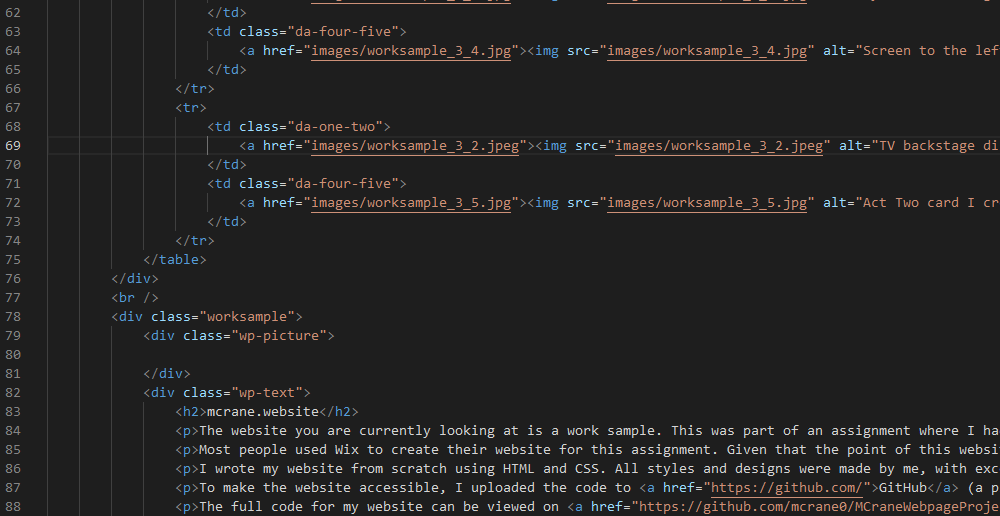 62 </td>
63 <td class="da-four-five">
64 <a href="images/worksample_3_4.jpg"><img src="images/worksample_3_4.jpg" alt="Screen to the lef
65 </td>
66 </tr>
67 <tr>
68 <td class="da-one-two">
69 <a href="images/worksample_3_2.jpeg"><img src="images/worksample_3_2.jpeg" alt="TV backstage di
70 </td>
71 <td class="da-four-five">
72 <a href="images/worksample_3_5.jpg"><img src="images/worksample_3_5.jpg" alt="Act Two card I cr
73 </td>
74 </tr>
75 </table>
76 </div>
77 <br />
78 <div class="worksample">
79 <div class="wp-picture">
80
81 </div>
82 <div class="wp-text">
83 <h2>mcrane.website</h2>
84 <p>The website you are currently looking at is a work sample. This was part of an assignment where I ha
85 <p>Most people used Wix to create their website for this assignment. Given that the point of this websi
86 <p>I wrote my website from scratch using HTML and CSS. All styles and designs were made by me, with exc
87 <p>To make the website accessible, I uploaded the code to <a href="https://github.com/">GitHub</a> (a p
88 <p>The full code for my website can be viewed on <a href="https://github.com/mcrane0/MCraneWebpageProje